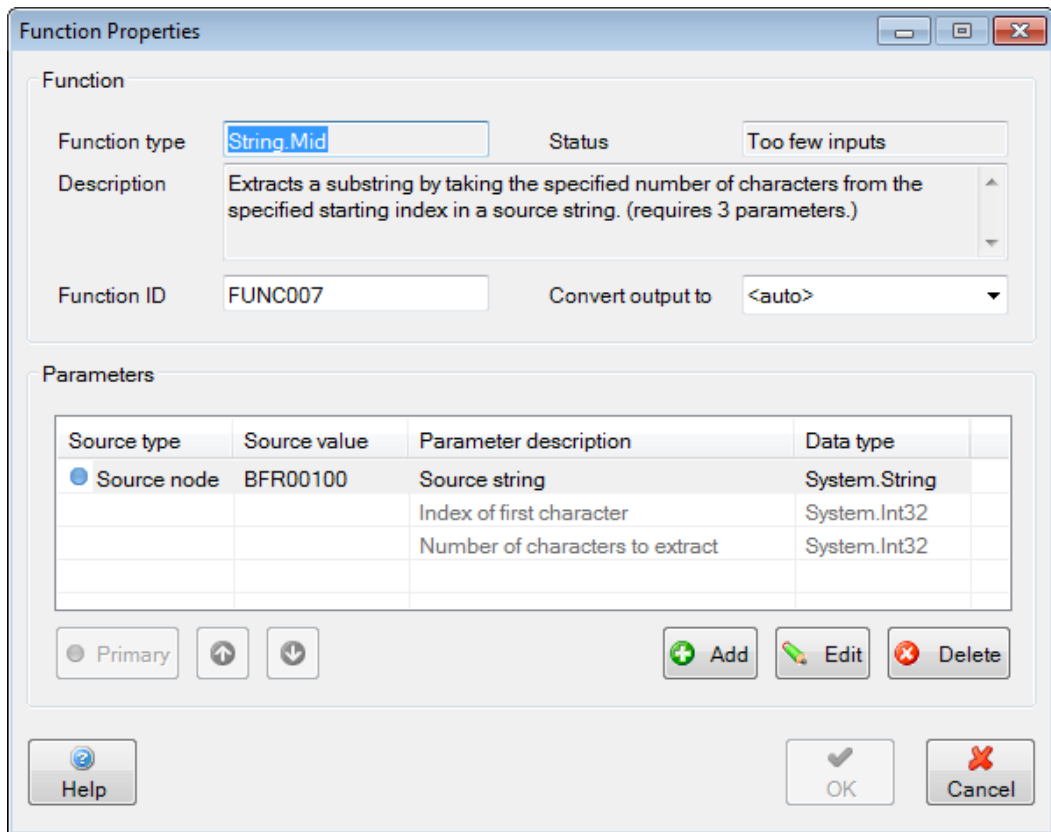 Function Properties
Function
Function type String.Mid Status Too few inputs
Description Extracts a substring by taking the specified number of characters from the
specified starting index in a source string. (requires 3 parameters.)
Function ID FUNC007 Convert output to <auto>
Parameters
Source type Source value Parameter description Data type
Source node BFR00100 Source string System.String
Index of first character System.Int32
Number of characters to extract System.Int32
Primary Add Edit Delete
Help OK Cancel